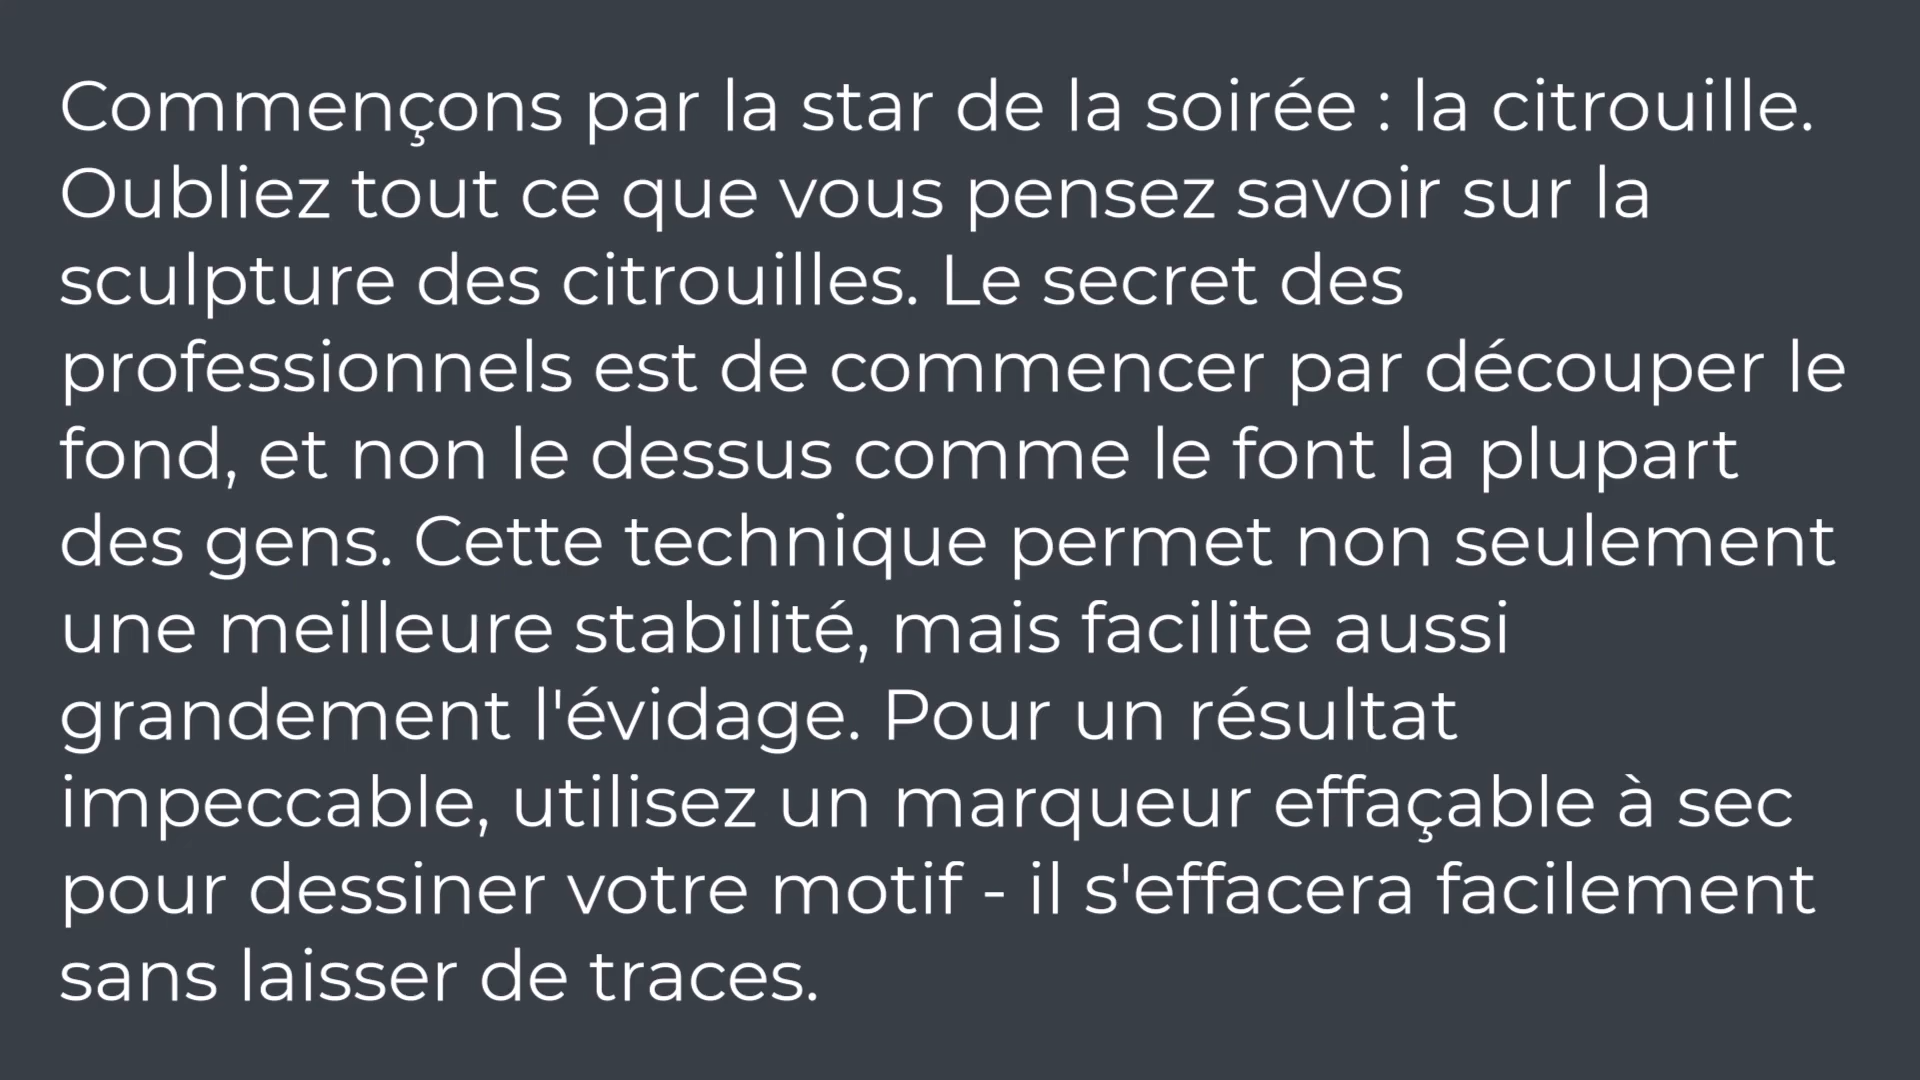 Commençons par la star de la soirée : la citrouille.
Oubliez tout ce que vous pensez savoir sur la
sculpture des citrouilles. Le secret des
professionnels est de commencer par découper le
fond, et non le dessus comme le font la plupart
des gens. Cette technique permet non seulement
une meilleure stabilité, mais facilite aussi
grandement l'évidage. Pour un résultat
impeccable, utilisez un marqueur effaçable à sec
pour dessiner votre motif - il s'effacera facilement
sans laisser de traces.